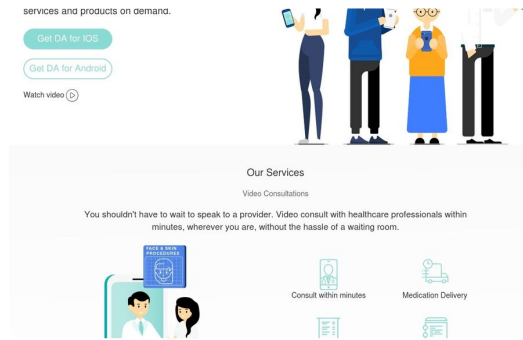 services and products on demand.
Get DA for IOS
Get DA for Android
Watch video
Our Services
Video Consultations
You shouldn't have to wait to speak to a provider. Video consult with healthcare professionals within
minutes, wherever you are, without the hassle of a waiting room.
FACE & SKIN
PROCEDURES
Consult within minutes
Medication Delivery